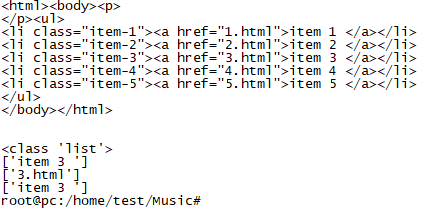 <html><body><p>
</p><ul>
<li class="item-1"><a href="1.html">item 1 </a></li>
<li class="item-2"><a href="2.html">item 2 </a></li>
<li class="item-3"><a href="3.html">item 3 </a></li>
<li class="item-4"><a href="4.html">item 4 </a></li>
<li class="item-5"><a href="5.html">item 5 </a></li>
</ul>
</body></html>
<class 'list'>
['item 3 ']
['3.html']
['item 3 ']
root@pc:/home/test/Music#